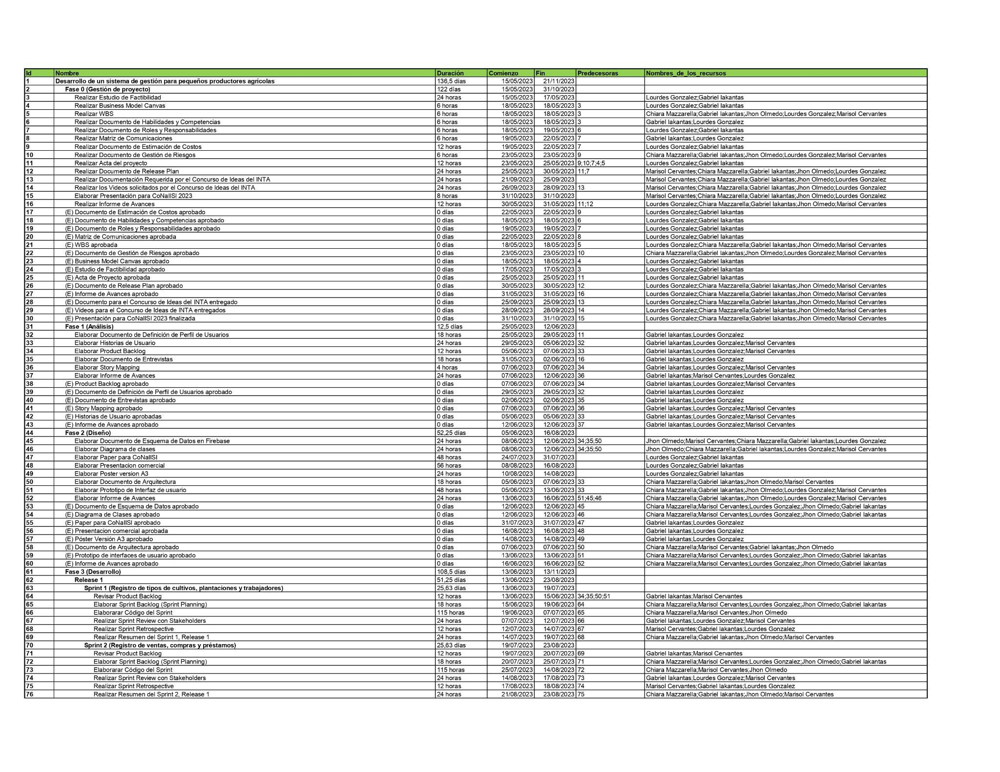 Id Nombre Duración Comienzo Fin Predecesoras Nombres_de_los_recursos
1 Desarrollo de un sistema de gestión para pequeños productores agrícolas 136,5 días 15/05/2023 21/11/2023
2 Fase 0 (Gestión de proyecto) 122 días 15/05/2023 31/10/2023
3 Realizar Estudio de Factibilidad 24 horas 15/05/2023 17/05/2023 Lourdes Gonzalez;Gabriel Iakantas
4 Realizar Business Model Canvas 6 horas 18/05/2023 18/05/2023 3 Lourdes Gonzalez;Gabriel Iakantas
5 Realizar WBS 6 horas 18/05/2023 18/05/2023 3 Chiara Mazzarella;Gabriel Iakantas;Jhon Olmedo;Lourdes Gonzalez;Marisol Cervantes
6 Realizar Documento de Habilidades y Competencias 6 horas 18/05/2023 18/05/2023 3 Gabriel Iakantas;Lourdes Gonzalez
7 Realizar Documento de Roles y Responsabilidades 6 horas 18/05/2023 19/05/2023 6 Lourdes Gonzalez;Gabriel Iakantas
8 Realizar Matriz de Comunicaciones 6 horas 19/05/2023 22/05/2023 7 Gabriel Iakantas;Lourdes Gonzalez
9 Realizar Documento de Estimación de Costos 12 horas 19/05/2023 22/05/2023 7 Lourdes Gonzalez;Gabriel Iakantas
10 Realizar Documento de Gestión de Riesgos 6 horas 23/05/2023 23/05/2023 9 Chiara Mazzarella;Gabriel Iakantas;Jhon Olmedo;Lourdes Gonzalez;Marisol Cervantes
11 Realizar Acta del proyecto 12 horas 23/05/2023 25/05/2023 9;10;7;4;5 Lourdes Gonzalez;Gabriel Iakantas
12 Realizar Documento de Release Plan 24 horas 25/05/2023 30/05/2023 11;7 Marisol Cervantes;Chiara Mazzarella;Gabriel Iakantas;Jhon Olmedo;Lourdes Gonzalez
13 Realizar Documentación Requerida por el Concurso de Ideas del INTA 24 horas 21/09/2023 25/09/2023 Marisol Cervantes;Chiara Mazzarella;Gabriel Iakantas;Jhon Olmedo;Lourdes Gonzalez
14 Realizar los Videos solicitados por el Concurso de Ideas del INTA 24 horas 26/09/2023 28/09/2023 13 Marisol Cervantes;Chiara Mazzarella;Gabriel Iakantas;Jhon Olmedo;Lourdes Gonzalez
15 Elaborar Presentación para CoNaIISI 2023 8 horas 31/10/2023 31/10/2023 Marisol Cervantes;Chiara Mazzarella;Gabriel Iakantas;Jhon Olmedo;Lourdes Gonzalez
16 Realizar Informe de Avances 12 horas 30/05/2023 31/05/2023 11;12 Lourdes Gonzalez;Chiara Mazzarella;Gabriel Iakantas;Jhon Olmedo;Marisol Cervantes
17 (E) Documento de Estimación de Costos aprobado 0 días 22/05/2023 22/05/2023 9 Lourdes Gonzalez;Gabriel Iakantas
18 (E) Documento de Habilidades y Competencias aprobado 0 días 18/05/2023 18/05/2023 6 Lourdes Gonzalez;Gabriel Iakantas
19 (E) Documento de Roles y Responsabilidades aprobado 0 días 19/05/2023 19/05/2023 7 Lourdes Gonzalez;Gabriel Iakantas
20 (E) Matriz de Comunicaciones aprobada 0 días 22/05/2023 22/05/2023 8 Lourdes Gonzalez;Gabriel Iakantas
21 (E) WBS aprobada 0 días 18/05/2023 18/05/2023 5 Lourdes Gonzalez;Chiara Mazzarella;Gabriel Iakantas;Jhon Olmedo;Marisol Cervantes
22 (E) Documento de Gestión de Riesgos aprobado 0 días 23/05/2023 23/05/2023 10 Chiara Mazzarella;Gabriel Iakantas;Jhon Olmedo;Lourdes Gonzalez;Marisol Cervantes
23 (E) Business Model Canvas aprobado 0 días 18/05/2023 18/05/2023 4 Lourdes Gonzalez;Gabriel Iakantas
24 (E) Estudio de Factibilidad aprobado 0 días 17/05/2023 17/05/2023 3 Lourdes Gonzalez;Gabriel Iakantas
25 (E) Acta de Proyecto aprobada 0 días 25/05/2023 25/05/2023 11 Lourdes Gonzalez;Gabriel Iakantas
26 (E) Documento de Release Plan aprobado 0 días 30/05/2023 30/05/2023 12 Lourdes Gonzalez;Chiara Mazzarella;Gabriel Iakantas;Jhon Olmedo;Marisol Cervantes
27 (E) Informe de Avances aprobado 0 días 31/05/2023 31/05/2023 16 Lourdes Gonzalez;Chiara Mazzarella;Gabriel Iakantas;Jhon Olmedo;Marisol Cervantes
28 (E) Documento para el Concurso de Ideas del INTA entregado 0 días 25/09/2023 25/09/2023 13 Lourdes Gonzalez;Chiara Mazzarella;Gabriel Iakantas;Jhon Olmedo;Marisol Cervantes
29 (E) Videos para el Concurso de Ideas de INTA entregados 0 días 28/09/2023 28/09/2023 14 Lourdes Gonzalez;Chiara Mazzarella;Gabriel Iakantas;Jhon Olmedo;Marisol Cervantes
30 (E) Presentación para CoNaIISI 2023 finalizada 0 días 31/10/2023 31/10/2023 15 Lourdes Gonzalez;Chiara Mazzarella;Gabriel Iakantas;Jhon Olmedo;Marisol Cervantes
31 Fase 1 (Análisis) 12,5 días 25/05/2023 12/06/2023
32 Elaborar Documento de Definición de Perfil de Usuarios 18 horas 25/05/2023 29/05/2023 11 Gabriel Iakantas;Lourdes Gonzalez
33 Elaborar Historias de Usuario 24 horas 29/05/2023 05/06/2023 32 Gabriel Iakantas;Lourdes Gonzalez;Marisol Cervantes
34 Elaborar Product Backlog 12 horas 05/06/2023 07/06/2023 33 Gabriel Iakantas;Lourdes Gonzalez;Marisol Cervantes
35 Elaborar Documento de Entrevistas 18 horas 31/05/2023 02/06/2023 16 Gabriel Iakantas;Lourdes Gonzalez
36 Elaborar Story Mapping 4 horas 07/06/2023 07/06/2023 34 Gabriel Iakantas;Lourdes Gonzalez;Marisol Cervantes
37 Elaborar Informe de Avances 24 horas 07/06/2023 12/06/2023 36 Gabriel Iakantas;Marisol Cervantes;Lourdes Gonzalez
38 (E) Product Backlog aprobado 0 días 07/06/2023 07/06/2023 34 Gabriel Iakantas;Lourdes Gonzalez;Marisol Cervantes
39 (E) Documento de Definición de Perfil de Usuarios aprobado 0 días 29/05/2023 29/05/2023 32 Gabriel Iakantas;Lourdes Gonzalez
40 (E) Documento de Entrevistas aprobado 0 días 02/06/2023 02/06/2023 35 Gabriel Iakantas;Lourdes Gonzalez
41 (E) Story Mapping aprobado 0 días 07/06/2023 07/06/2023 36 Gabriel Iakantas;Lourdes Gonzalez;Marisol Cervantes
42 (E) Historias de Usuario aprobadas 0 días 05/06/2023 05/06/2023 33 Gabriel Iakantas;Lourdes Gonzalez;Marisol Cervantes
43 (E) Informe de Avances aprobado 0 días 12/06/2023 12/06/2023 37 Gabriel Iakantas;Lourdes Gonzalez;Marisol Cervantes
44 Fase 2 (Diseño) 52,25 días 05/06/2023 16/08/2023
45 Elaborar Documento de Esquema de Datos en Firebase 24 horas 08/06/2023 12/06/2023 34;35;50 Jhon Olmedo;Marisol Cervantes;Chiara Mazzarella;Gabriel Iakantas;Lourdes Gonzalez
46 Elaborar Diagrama de clases 24 horas 08/06/2023 12/06/2023 34;35;50 Jhon Olmedo;Chiara Mazzarella;Gabriel Iakantas;Lourdes Gonzalez;Marisol Cervantes
47 Elaborar Paper para CoNaIISI 48 horas 24/07/2023 31/07/2023 Lourdes Gonzalez;Gabriel Iakantas
48 Elaborar Presentacion comercial 56 horas 08/08/2023 16/08/2023 Lourdes Gonzalez;Gabriel Iakantas
49 Elaborar Poster version A3 24 horas 10/08/2023 14/08/2023 Lourdes Gonzalez;Gabriel Iakantas
50 Elaborar Documento de Arquitectura 18 horas 05/06/2023 07/06/2023 33 Chiara Mazzarella;Gabriel Iakantas;Jhon Olmedo;Marisol Cervantes
51 Elaborar Prototipo de Interfaz de usuario 48 horas 05/06/2023 13/06/2023 33 Chiara Mazzarella;Gabriel Iakantas;Jhon Olmedo;Lourdes Gonzalez;Marisol Cervantes
52 Elaborar Informe de Avances 24 horas 13/06/2023 16/06/2023 51;45;46 Chiara Mazzarella;Gabriel Iakantas;Jhon Olmedo;Lourdes Gonzalez;Marisol Cervantes
53 (E) Documento de Esquema de Datos aprobado 0 días 12/06/2023 12/06/2023 45 Chiara Mazzarella;Marisol Cervantes;Lourdes Gonzalez;Jhon Olmedo;Gabriel Iakantas
54 (E) Diagrama de Clases aprobado 0 días 12/06/2023 12/06/2023 46 Chiara Mazzarella;Marisol Cervantes;Lourdes Gonzalez;Jhon Olmedo;Gabriel Iakantas
55 (E) Paper para CoNaIISI aprobado 0 días 31/07/2023 31/07/2023 47 Gabriel Iakantas;Lourdes Gonzalez
56 (E) Presentacion comercial aprobada 0 días 16/08/2023 16/08/2023 48 Gabriel Iakantas;Lourdes Gonzalez
57 (E) Póster Versión A3 aprobado 0 días 14/08/2023 14/08/2023 49 Gabriel Iakantas;Lourdes Gonzalez
58 (E) Documento de Arquitectura aprobado 0 días 07/06/2023 07/06/2023 50 Chiara Mazzarella;Marisol Cervantes;Gabriel Iakantas;Jhon Olmedo
59 (E) Prototipo de interfaces de usuario aprobado 0 días 13/06/2023 13/06/2023 51 Chiara Mazzarella;Marisol Cervantes;Lourdes Gonzalez;Jhon Olmedo;Gabriel Iakantas
60 (E) Informe de Avances aprobado 0 días 16/06/2023 16/06/2023 52 Chiara Mazzarella;Marisol Cervantes;Lourdes Gonzalez;Jhon Olmedo;Gabriel Iakantas
61 Fase 3 (Desarrollo) 108,5 días 13/06/2023 13/11/2023
62 Release 1 51,25 días 13/06/2023 23/08/2023
63 Sprint 1 (Registro de tipos de cultivos, plantaciones y trabajadores) 25,63 días 13/06/2023 19/07/2023
64 Revisar Product Backlog 12 horas 13/06/2023 15/06/2023 34;35;50;51 Gabriel Iakantas;Marisol Cervantes
65 Elaborar Sprint Backlog (Sprint Planning) 18 horas 15/06/2023 19/06/2023 64 Chiara Mazzarella;Marisol Cervantes;Lourdes Gonzalez;Jhon Olmedo;Gabriel Iakantas
66 Elaborarar Código del Sprint 115 horas 19/06/2023 07/07/2023 65 Chiara Mazzarella;Marisol Cervantes;Jhon Olmedo
67 Realizar Sprint Review con Stakeholders 24 horas 07/07/2023 12/07/2023 66 Gabriel Iakantas;Lourdes Gonzalez;Marisol Cervantes
68 Realizar Sprint Retrospective 12 horas 12/07/2023 14/07/2023 67 Marisol Cervantes;Gabriel Iakantas;Lourdes Gonzalez
69 Realizar Resumen del Sprint 1, Release 1 24 horas 14/07/2023 19/07/2023 68 Chiara Mazzarella;Gabriel Iakantas;Jhon Olmedo;Marisol Cervantes
70 Sprint 2 (Registro de ventas, compras y préstamos) 25,63 días 19/07/2023 23/08/2023
71 Revisar Product Backlog 12 horas 19/07/2023 20/07/2023 69 Gabriel Iakantas;Marisol Cervantes
72 Elaborar Sprint Backlog (Sprint Planning) 18 horas 20/07/2023 25/07/2023 71 Chiara Mazzarella;Marisol Cervantes;Lourdes Gonzalez;Jhon Olmedo;Gabriel Iakantas
73 Elaborarar Código del Sprint 115 horas 25/07/2023 14/08/2023 72 Chiara Mazzarella;Marisol Cervantes;Jhon Olmedo
74 Realizar Sprint Review con Stakeholders 24 horas 14/08/2023 17/08/2023 73 Gabriel Iakantas;Lourdes Gonzalez;Marisol Cervantes
75 Realizar Sprint Retrospective 12 horas 17/08/2023 18/08/2023 74 Marisol Cervantes;Gabriel Iakantas;Lourdes Gonzalez
76 Realizar Resumen del Sprint 2, Release 1 24 horas 21/08/2023 23/08/2023 75 Chiara Mazzarella;Gabriel Iakantas;Jhon Olmedo;Marisol Cervantes